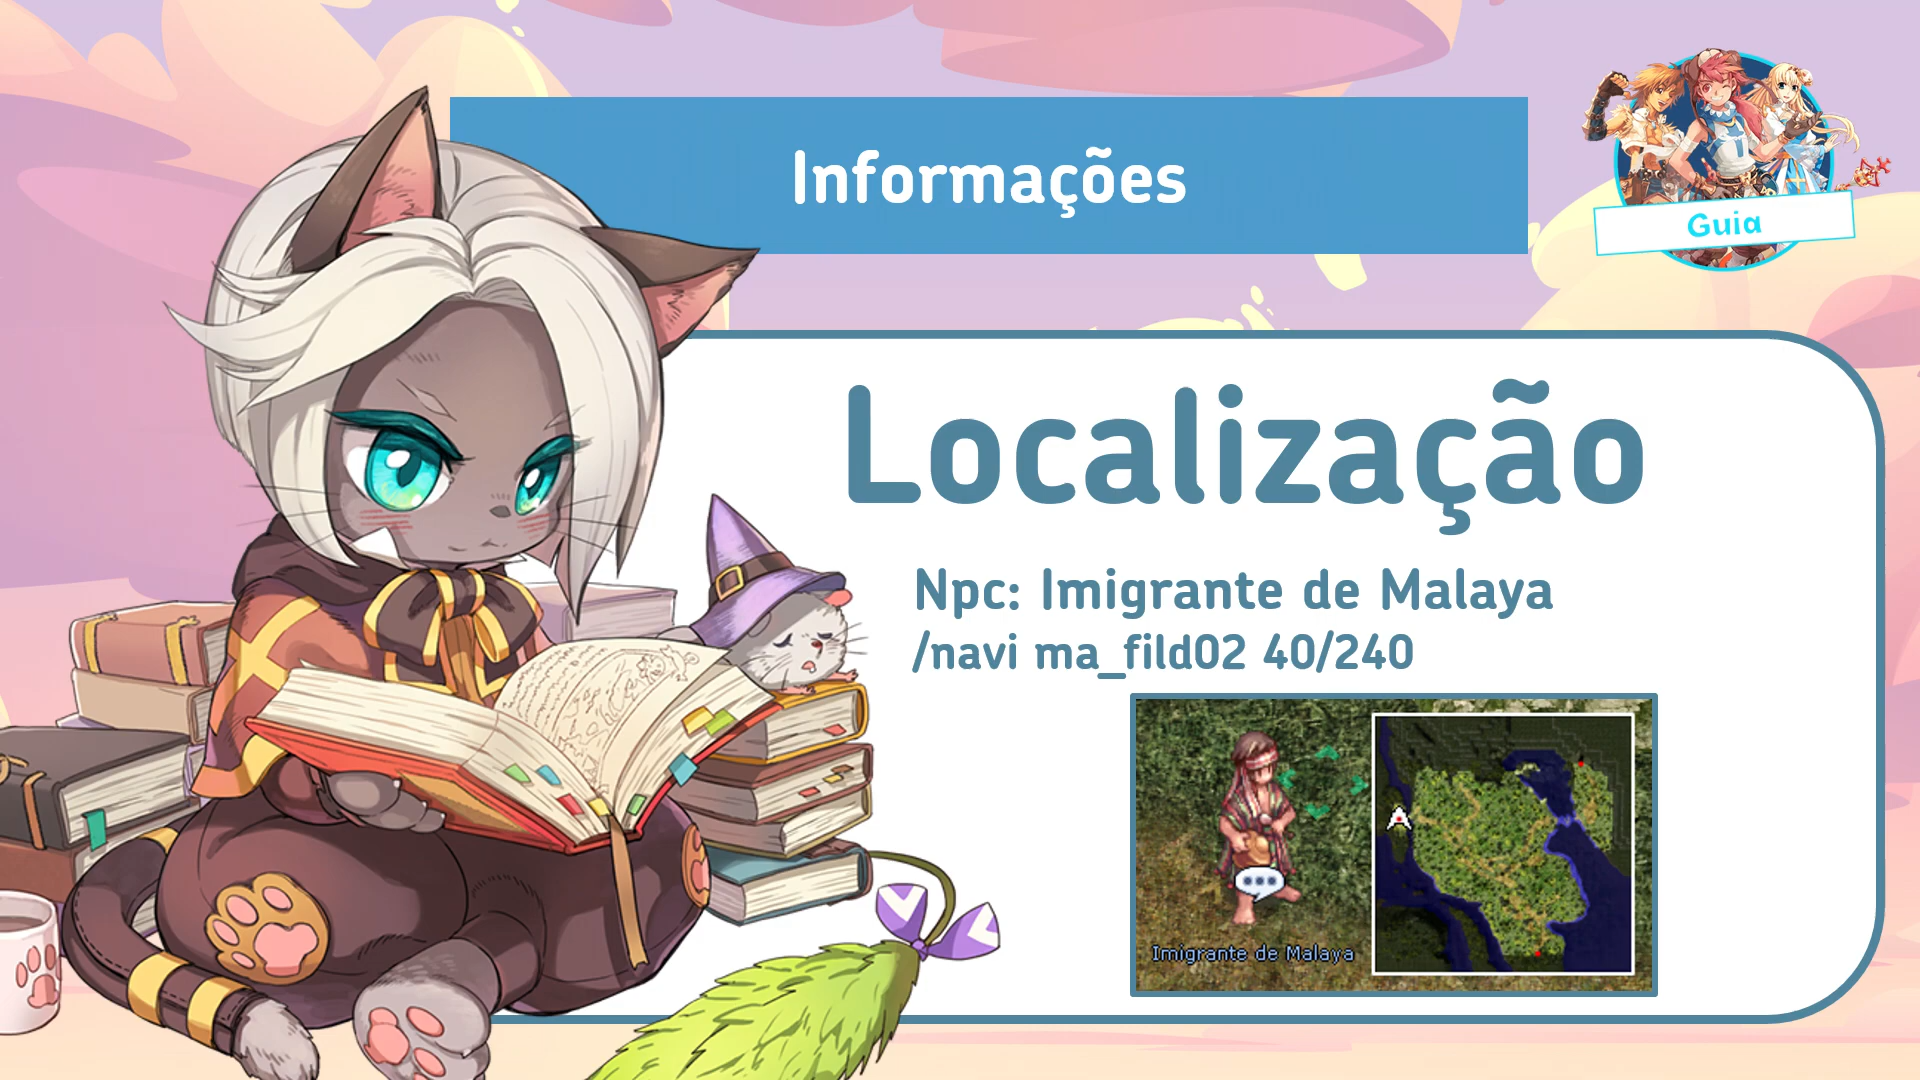 Informações
Guia
Localização
Npc: Imigrante de Malaya
/navi ma_fild02 40/240
Imigrante de Malaya